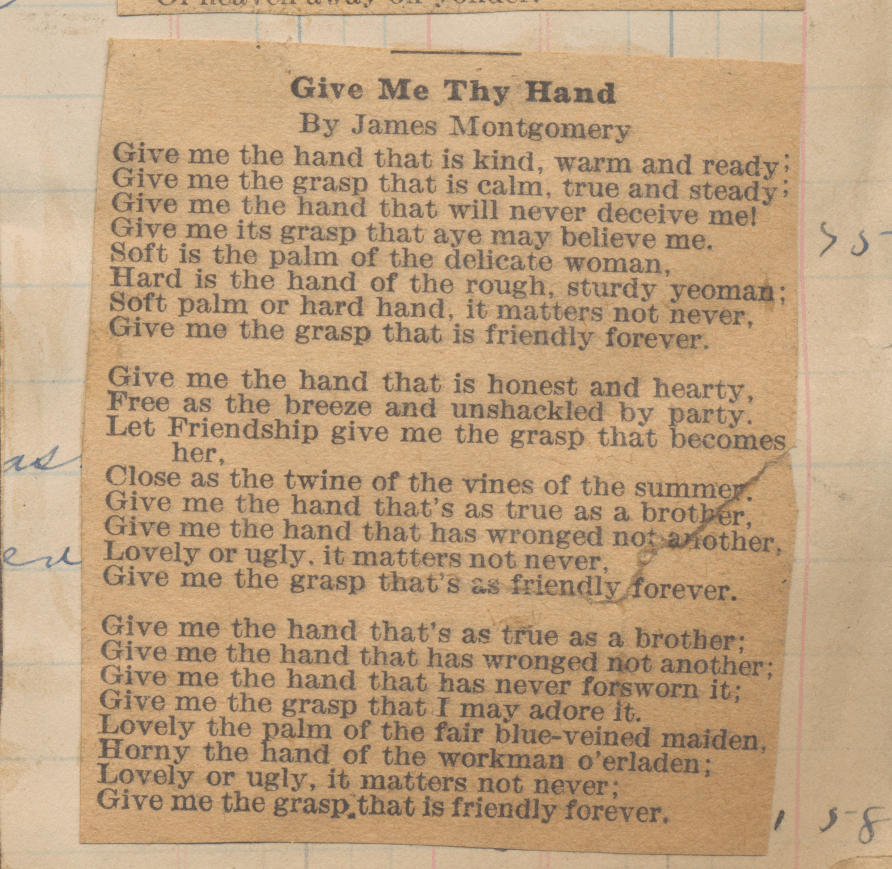 Of heaven away on yonder.
Give Me Thy Hand
By James Montgomery
Give me the hand that is kind, warm and ready;
Give me the grasp that is calm, true and steady;
Give me the hand that will never deceive me!
Give me its grasp that aye may believe me.
Soft is the palm of the delicate woman,
Hard is the hand of the rough, sturdy yeoman;
Soft palm or hard hand, it matters not never,
Give me the grasp that is friendly forever.
Give me the hand that is honest and hearty,
Free as the breeze and unshackled by party.
Let Friendship give me the grasp that becomes
her,
Close as the twine of the vines of the summer.
Give me the hand that's as true as a brother,
Give me the hand that has wronged not another,
Lovely or ugly, it matters not never,
Give me the grasp that's as friendly forever.
Give me the hand that's as true as a brother;
Give me the hand that has wronged not another;
Give me the hand that has never forsworn it;
Give me the grasp that I may adore it.
Lovely the palm of the fair blue-veined maiden,
Horny the hand of the workman o'erladen;
Lovely or ugly, it matters not never;
Give me the grasp that is friendly forever.
as
58